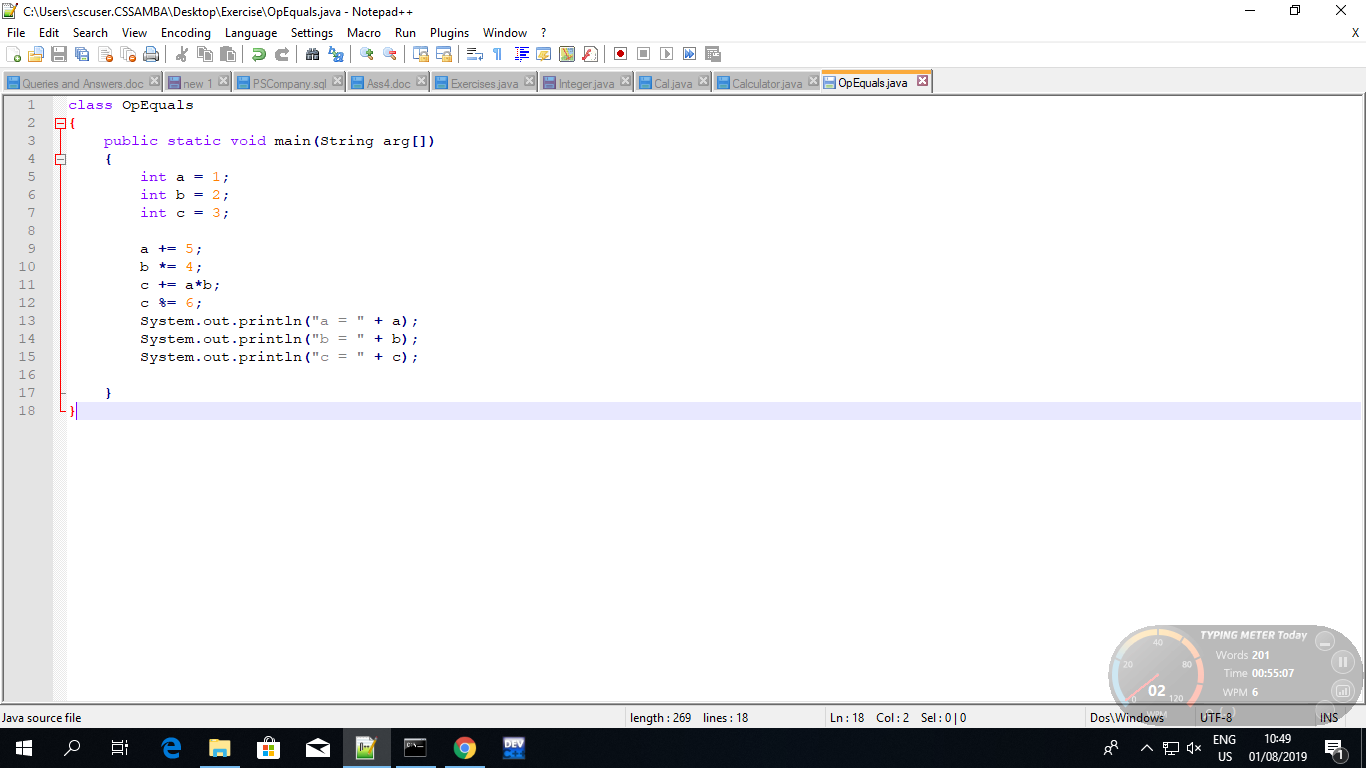 C:\Users\cscuser.CSSAMBA\Desktop\Exercise\OpEquals.java - Notepad++
File Edit Search View Encoding Language Settings Macro Run Plugins Window ? X
Queries and Answers.doc new 1 PSCompany.sql Ass4.doc Exercises.java Integer.java Cal.java Calculator.java OpEquals.java
1 class OpEquals
2 {
3 public static void main(String arg[])
4 {
5 int a = 1;
6 int b = 2;
7 int c = 3;
8
9 a += 5;
10 b *= 4;
11 c += a*b;
12 c %= 6;
13 System.out.println("a = " + a);
14 System.out.println("b = " + b);
15 System.out.println("c = " + c);
16
17 }
18 }
TYPING METER Today
Words 201
Time 00:55:07
WPM 6
0 20 40 80 120
02
WPM
Java source file length : 269 lines : 18 Ln : 18 Col : 2 Sel : 0 | 0 Dos\Windows UTF-8 INS
DEV
ENG
US
10:49
01/08/2019
1